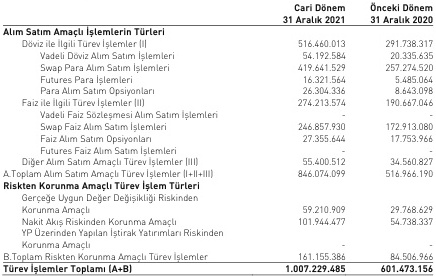 Cari Dönem Önceki Dönem
31 Aralık 2021 31 Aralık 2020
Alım Satım Amaçlı İşlemlerin Türleri
Döviz ile İlgili Türev İşlemler (I) 516.460.013 291.738.317
Vadeli Döviz Alım Satım İşlemleri 54.192.584 20.335.635
Swap Para Alım Satım İşlemleri 419.641.529 257.274.520
Futures Para İşlemleri 16.321.564 5.485.064
Para Alım Satım Opsiyonları 26.304.336 8.643.098
Faiz ile İlgili Türev İşlemler (II) 274.213.574 190.667.046
Vadeli Faiz Sözleşmesi Alım Satım İşlemleri - -
Swap Faiz Alım Satım İşlemleri 246.857.930 172.913.080
Faiz Alım Satım Opsiyonları 27.355.644 17.753.966
Futures Faiz Alım Satım İşlemleri - -
Diğer Alım Satım Amaçlı Türev İşlemler (III) 55.400.512 34.560.827
A.Toplam Alım Satım Amaçlı Türev İşlemler (I+II+III) 846.074.099 516.966.190
Riskten Korunma Amaçlı Türev İşlem Türleri
Gerçeğe Uygun Değer Değişikliği Riskinden
Korunma Amaçlı 59.210.909 29.768.629
Nakit Akış Riskinden Korunma Amaçlı 101.944.477 54.738.337
YP Üzerinden Yapılan İştirak Yatırımları Riskinden
Korunma Amaçlı - -
B.Toplam Riskten Korunma Amaçlı Türev İşlemler 161.155.386 84.506.966
Türev İşlemler Toplamı (A+B) 1.007.229.485 601.473.156